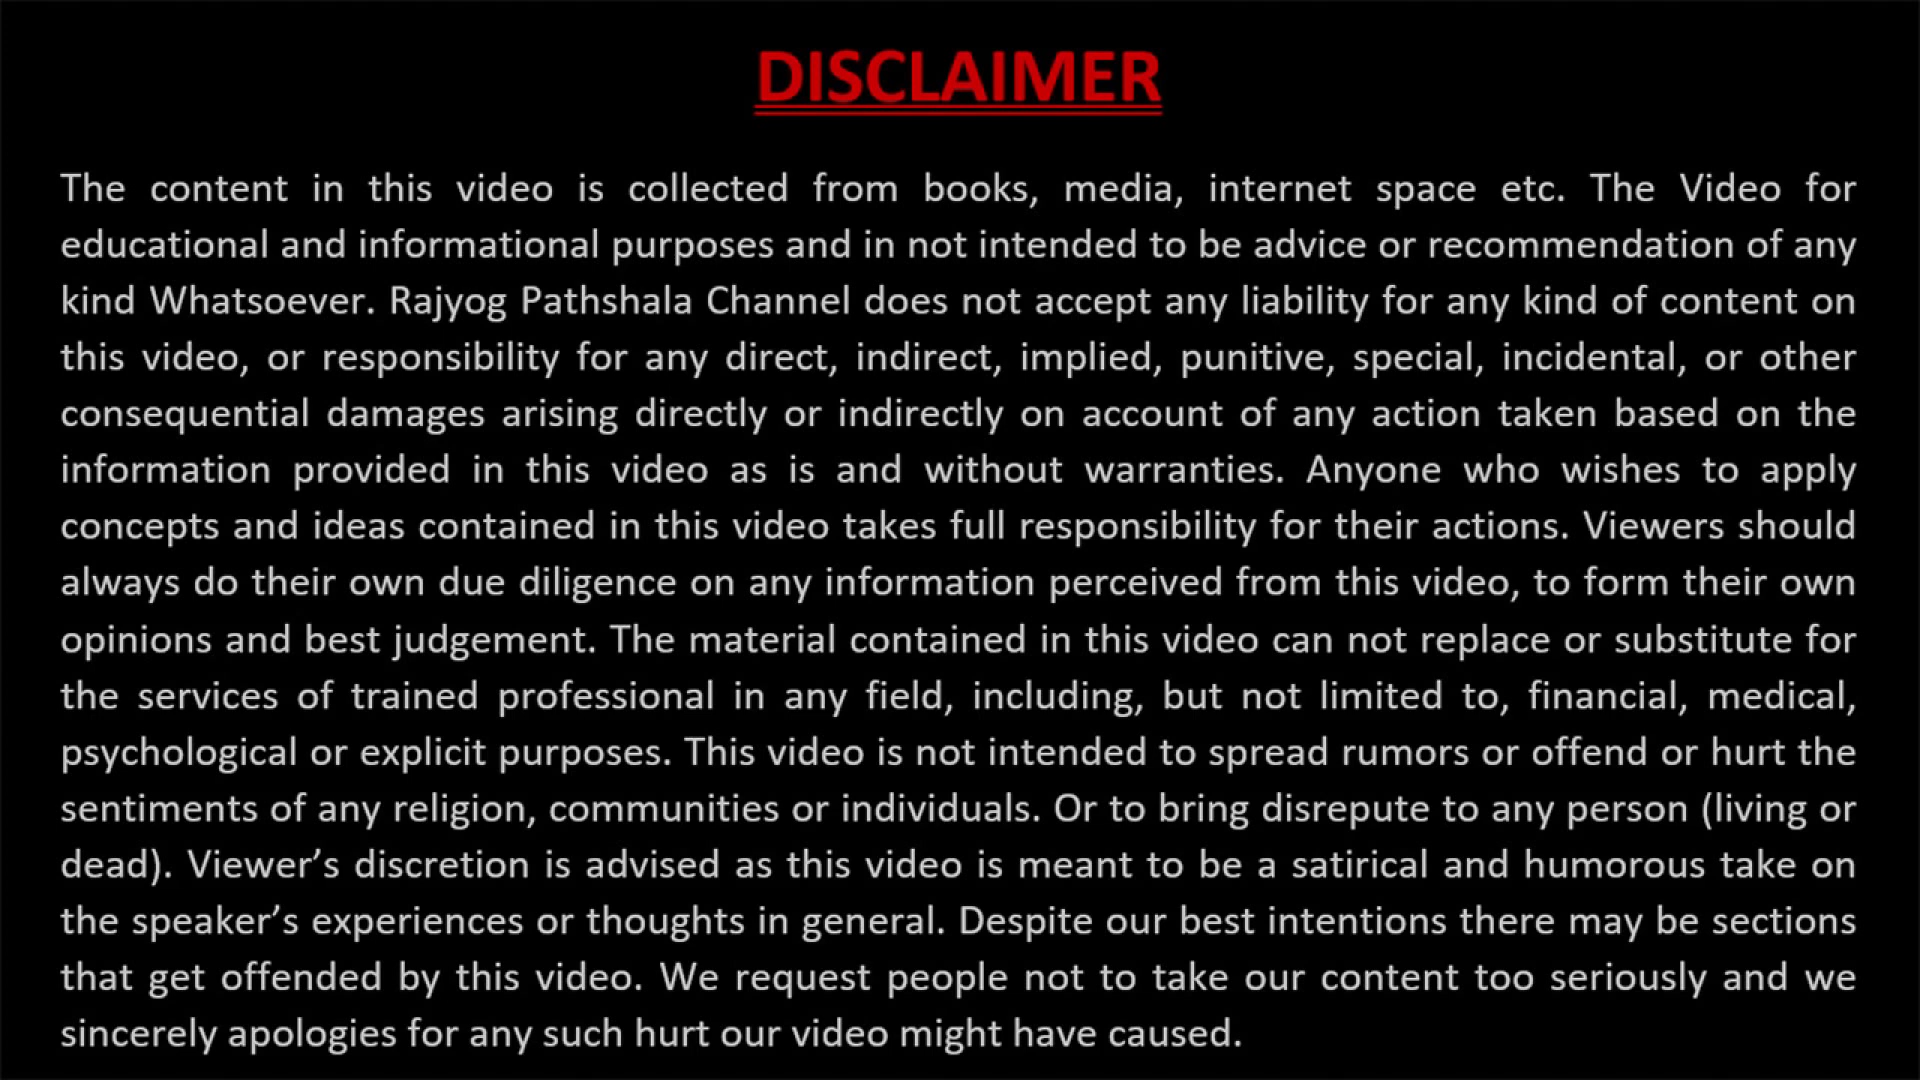 DISCLAIMER
The content in this video is collected from books, media, internet space etc. The Video for
educational and informational purposes and in not intended to be advice or recommendation of any
kind Whatsoever. Rajyog Pathshala Channel does not accept any liability for any kind of content on
this video, or responsibility for any direct, indirect, implied, punitive, special, incidental, or other
consequential damages arising directly or indirectly on account of any action taken based on the
information provided in this video as is and without warranties. Anyone who wishes to apply
concepts and ideas contained in this video takes full responsibility for their actions. Viewers should
always do their own due diligence on any information perceived from this video, to form their own
opinions and best judgement. The material contained in this video can not replace or substitute for
the services of trained professional in any field, including, but not limited to, financial, medical,
psychological or explicit purposes. This video is not intended to spread rumors or offend or hurt the
sentiments of any religion, communities or individuals. Or to bring disrepute to any person (living or
dead). Viewer’s discretion is advised as this video is meant to be a satirical and humorous take on
the speaker’s experiences or thoughts in general. Despite our best intentions there may be sections
that get offended by this video. We request people not to take our content too seriously and we
sincerely apologies for any such hurt our video might have caused.